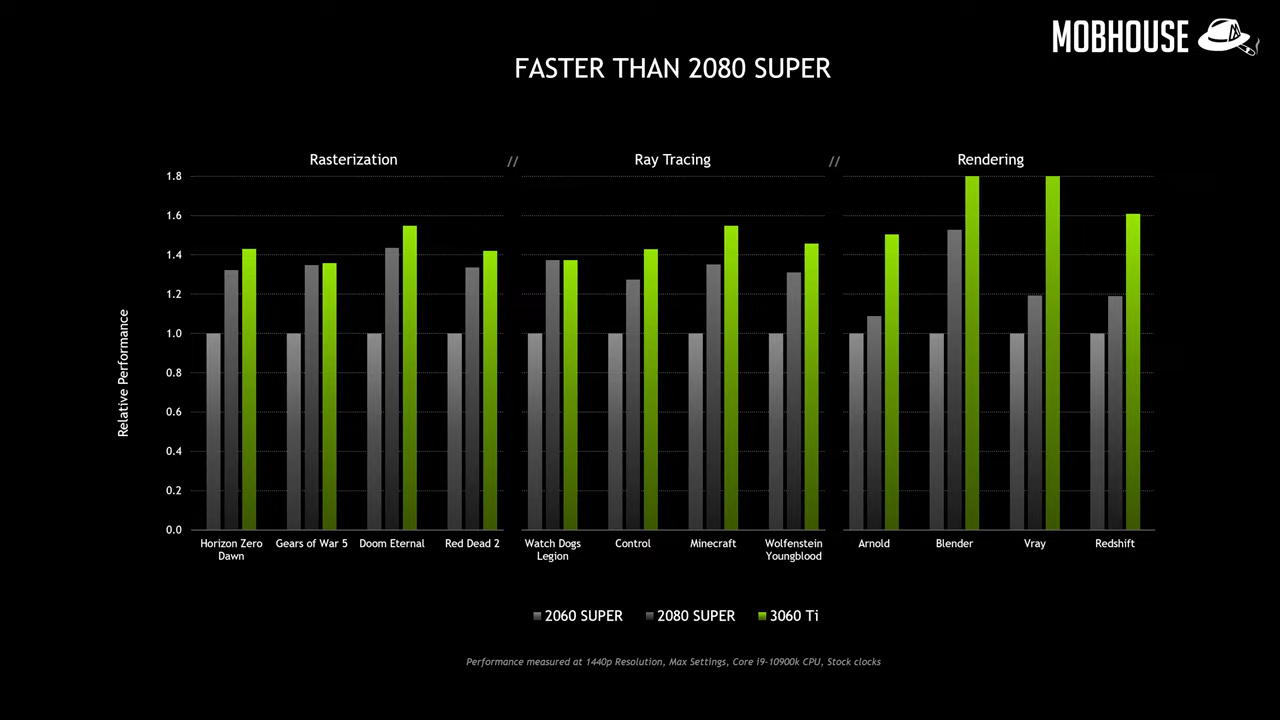 MOBHOUSE
FASTER THAN 2080 SUPER
Rasterization // Ray Tracing // Rendering
1.8
1.6
1.4
1.2
1.0
0.8
0.6
0.4
0.2
0.0
Relative Performance
Horizon Zero Dawn
Gears of War 5
Doom Eternal
Red Dead 2
Watch Dogs Legion
Control
Minecraft
Wolfenstein Youngblood
Arnold
Blender
Vray
Redshift
2060 SUPER 2080 SUPER 3060 Ti
Performance measured at 1440p Resolution, Max Settings, Core i9-10900k CPU, Stock clocks